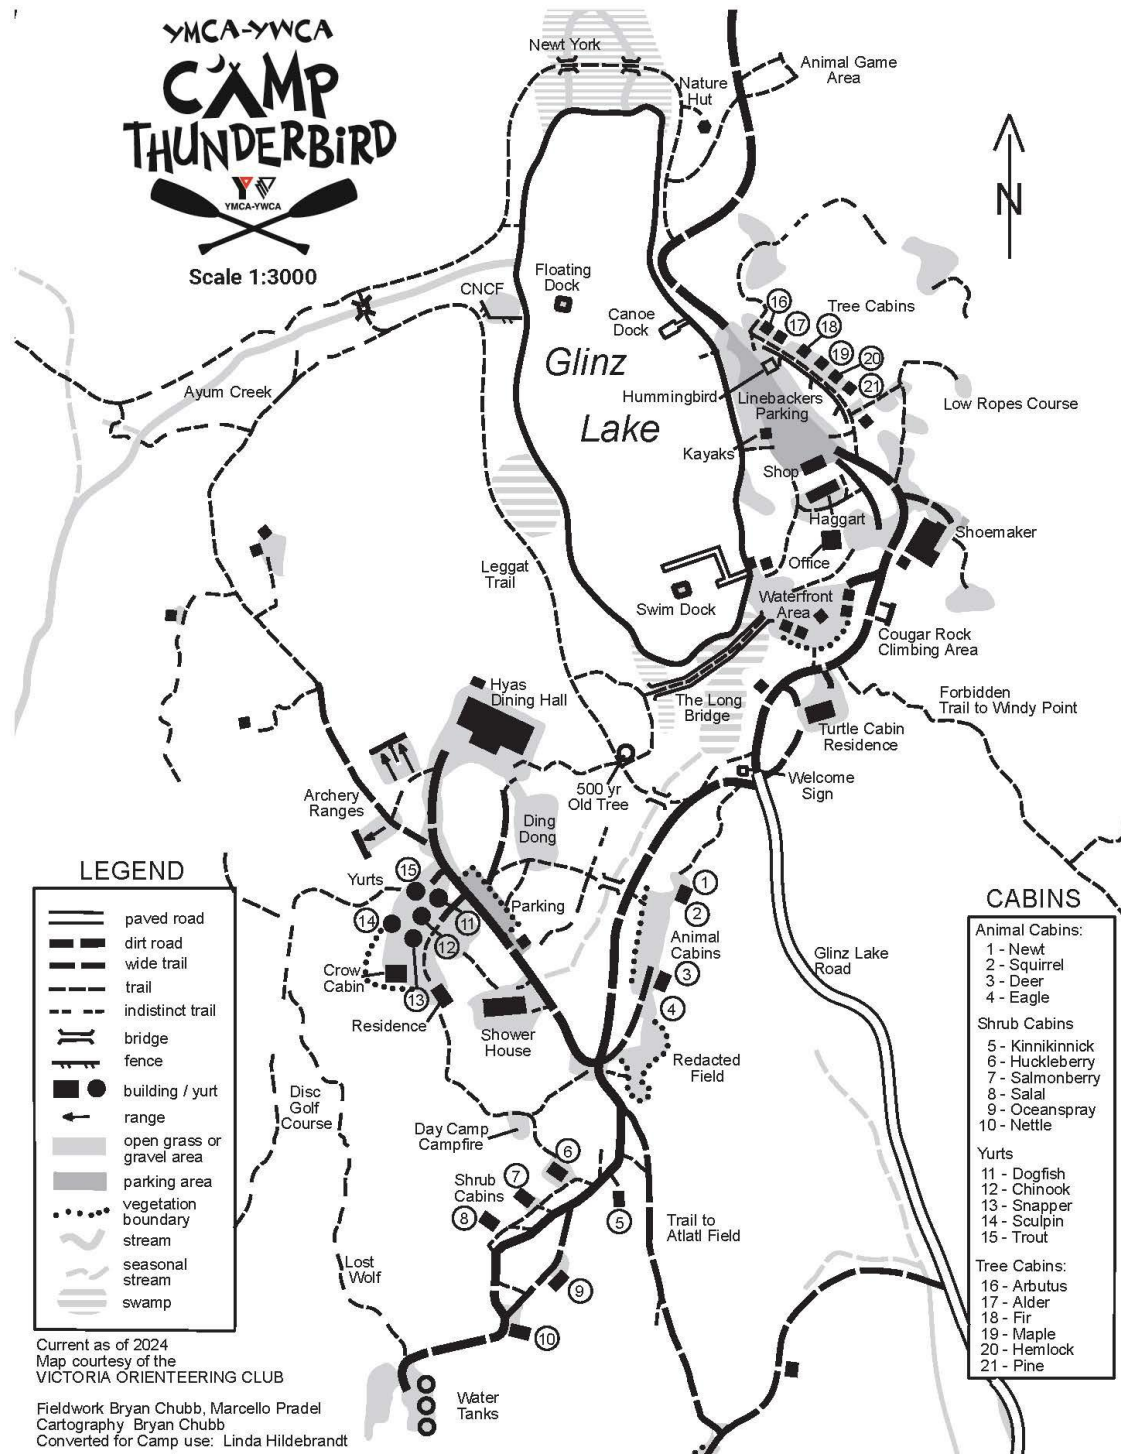 YMCA-YWCA
CAMP
THUNDERBIRD
YMCA-YWCA
Scale 1:3000
Newt York
Nature
Hut
Animal Game
Area
N
CNCF
Floating
Dock
Canoe
Dock
Glinz
Lake
Ayum Creek
16
17
18
19
20
21
Tree Cabins
Hummingbird
Linebackers
Parking
Low Ropes Course
Kayaks
Shop
Haggart
Office
Shoemaker
Leggat
Trail
Swim Dock
Waterfront
Area
Cougar Rock
Climbing Area
Hyas
Dining Hall
The Long
Bridge
Forbidden
Trail to Windy Point
Turtle Cabin
Residence
Archery
Ranges
500 yr
Old Tree
Welcome
Sign
Ding
Dong
Yurts
15
14
11
12
13
Parking
1
2
Animal
Cabins
3
4
Crow
Cabin
Residence
Shower
House
Glinz Lake
Road
Redacted
Field
Disc
Golf
Course
Day Camp
Campfire
6
7
Shrub
Cabins
8
5
Trail to
Atlatl Field
Lost
Wolf
9
10
Water
Tanks
LEGEND
paved road
dirt road
wide trail
trail
indistinct trail
bridge
fence
building / yurt
range
open grass or
gravel area
parking area
vegetation
boundary
stream
seasonal
stream
swamp
CABINS
Animal Cabins:
1 - Newt
2 - Squirrel
3 - Deer
4 - Eagle
Shrub Cabins
5 - Kinnikinnick
6 - Huckleberry
7 - Salmonberry
8 - Salal
9 - Oceanspray
10 - Nettle
Yurts
11 - Dogfish
12 - Chinook
13 - Snapper
14 - Sculpin
15 - Trout
Tree Cabins:
16 - Arbutus
17 - Alder
18 - Fir
19 - Maple
20 - Hemlock
21 - Pine
Current as of 2024
Map courtesy of the
VICTORIA ORIENTEERING CLUB
Fieldwork Bryan Chubb, Marcello Pradel
Cartography Bryan Chubb
Converted for Camp use: Linda Hildebrandt